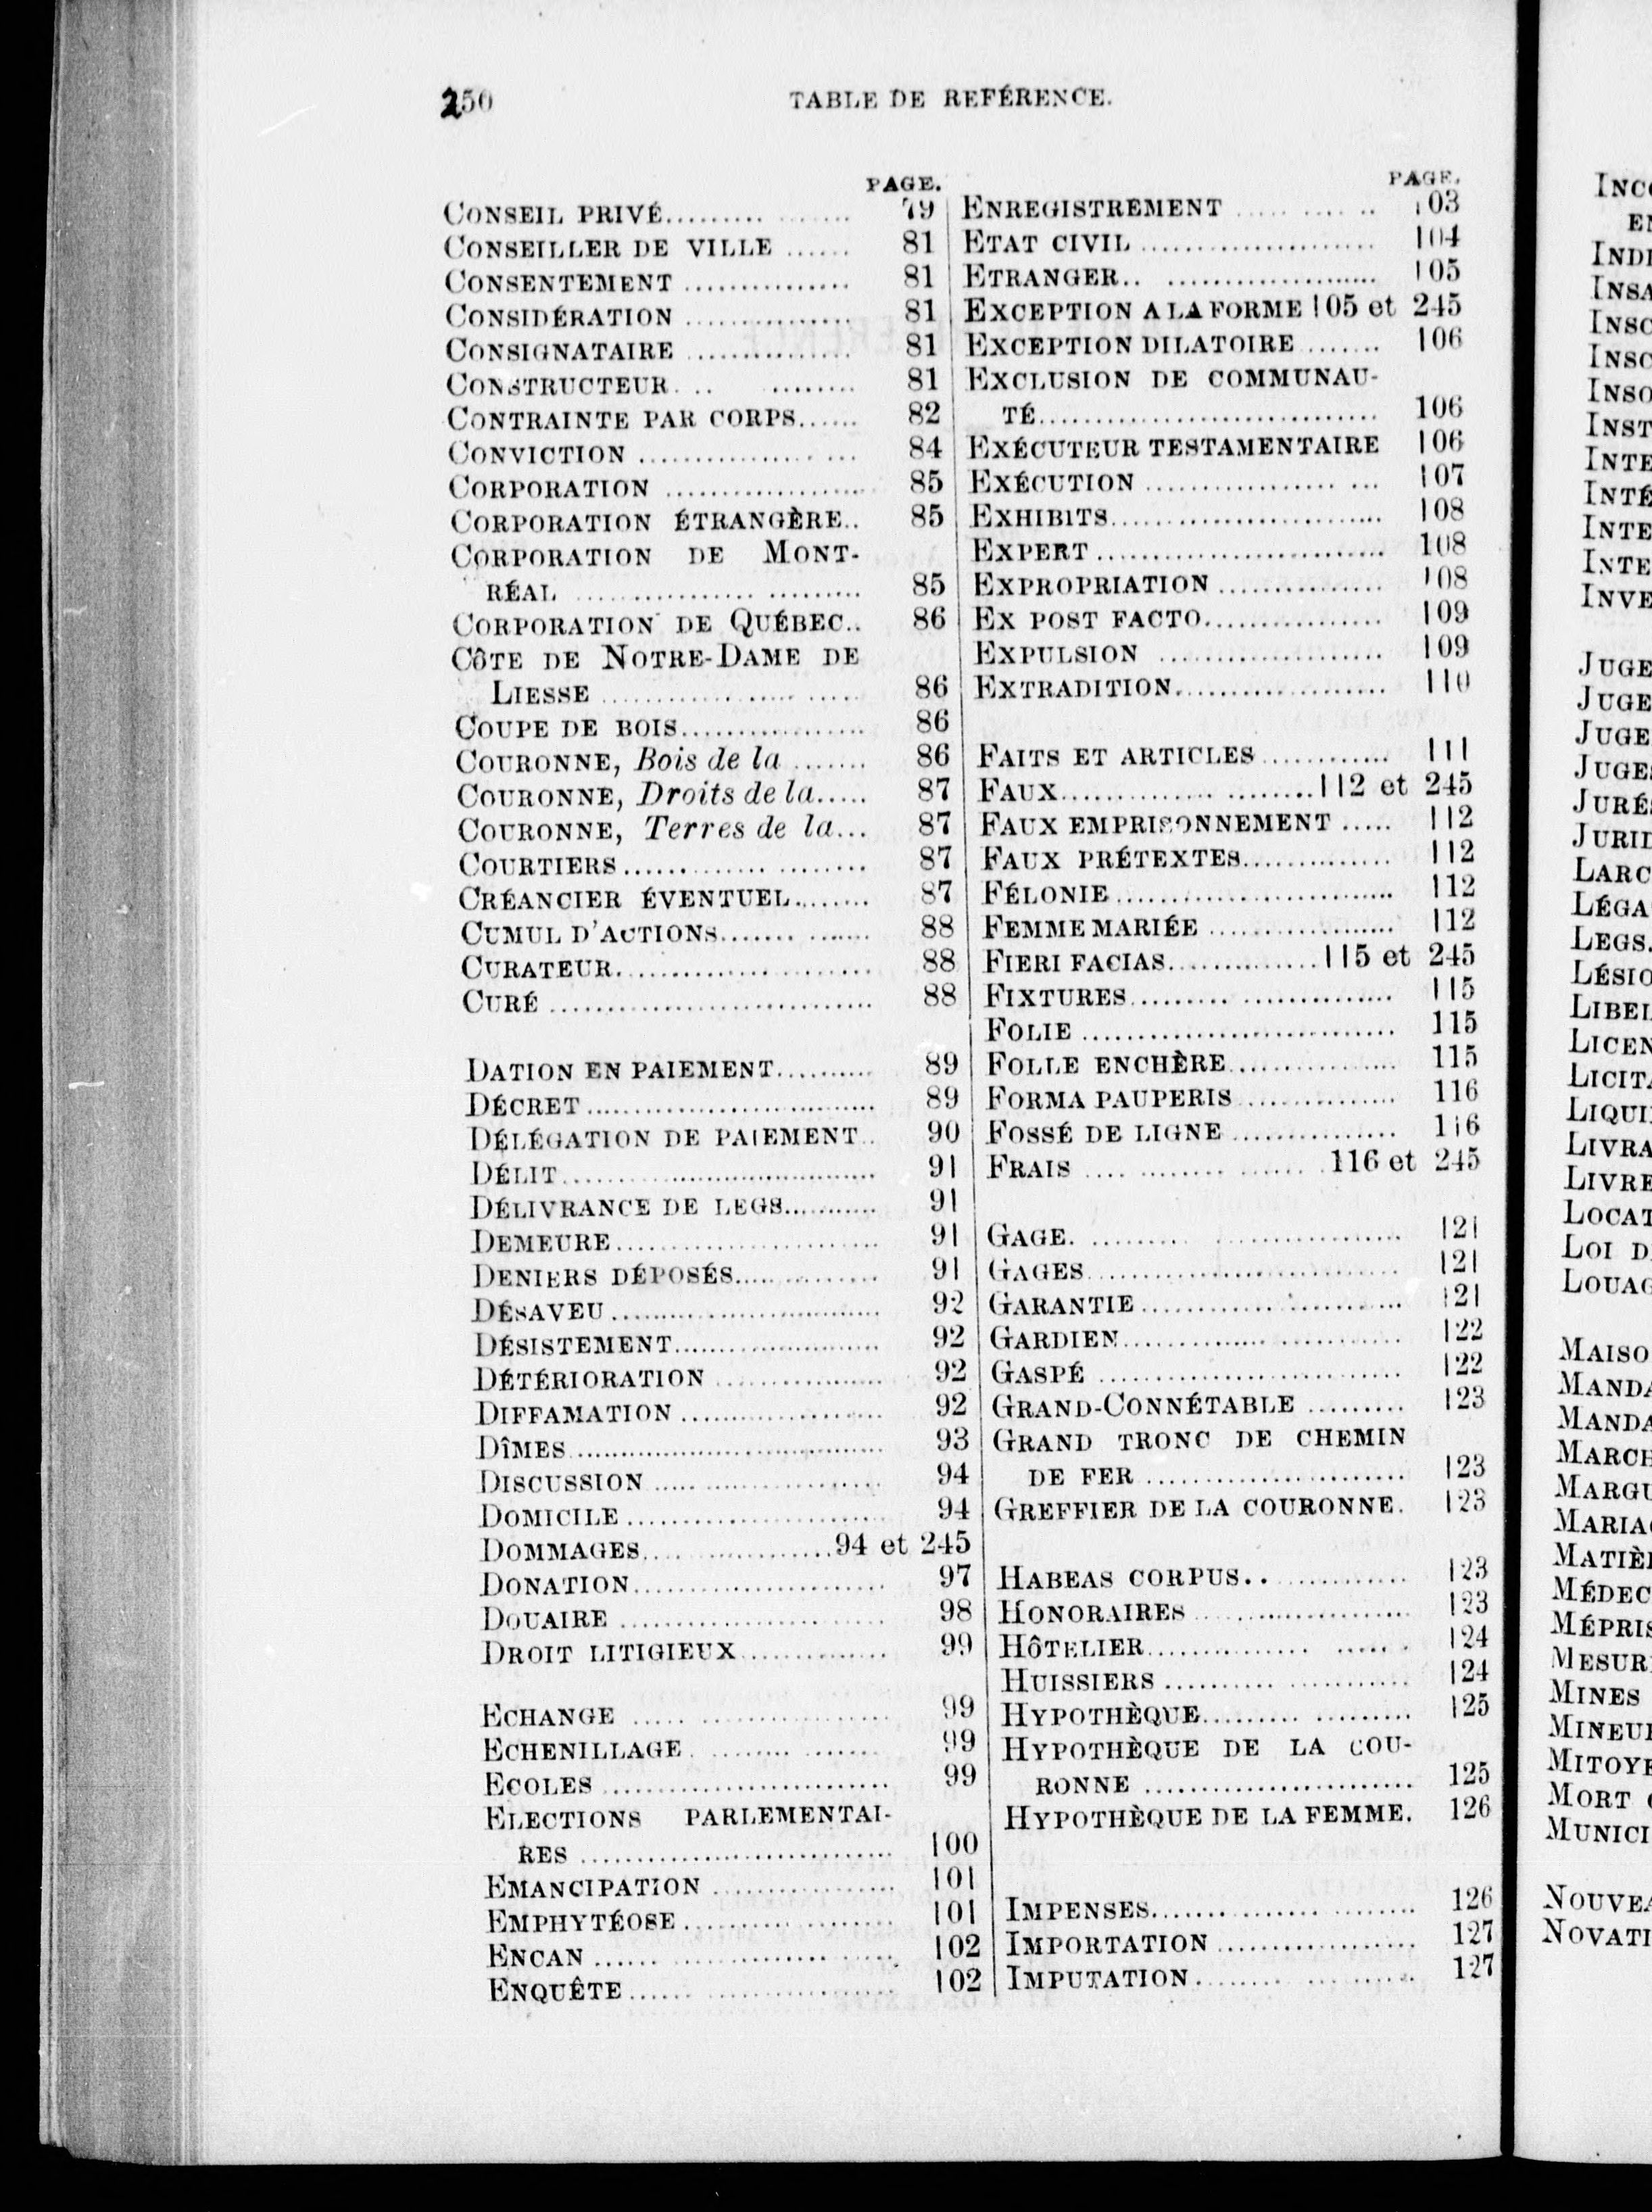 250
TABLE DE REFÉRENCE.
PAGE.
CONSEIL PRIVÉ......... ....... 79
CONSEILLER DE VILLE ...... 81
CONSENTEMENT ............... 81
CONSIDÉRATION ............... 81
CONSIGNATAIRE ............... 81
CONSTRUCTEUR. .. ........ 81
CONTRAINTE PAR CORPS...... 82
CONVICTION ................ ... 84
CORPORATION .................. 85
CORPORATION ÉTRANGÈRE.. 85
CORPORATION DE MONT-
RÉAL ................ ......... 85
CORPORATION DE QUÉBEC.. 86
CÔTE DE NOTRE-DAME DE
LIESSE ................. ..... 86
COUPE DE BOIS................. 86
COURONNE, Bois de la ....... 86
COURONNE, Droits de la..... 87
COURONNE, Terres de la... 87
COURTIERS............. ........ 87
CRÉANCIER ÉVENTUEL........ 87
CUMUL D'ACTIONS....... ...... 88
CURATEUR....................... 88
CURÉ ............................. 88
DATION EN PAIEMENT.......... 89
DÉCRET............................ 89
DÉLÉGATION DE PAIEMENT.. 90
DÉLIT.............................. 91
DÉLIVRANCE DE LEGS........... 91
DEMEURE........................ 91
DENIERS DÉPOSÉS.............. 91
DÉSAVEU......................... 92
DÉSISTEMENT.................... 92
DÉTÉRIORATION ................ 92
DIFFAMATION .................. 92
DÎMES............................. 93
DISCUSSION ..................... 94
DOMICILE ....................... 94
DOMMAGES..................94 et 245
DONATION....................... 97
DOUAIRE ........................ 98
DROIT LITIGIEUX.............. 99
ECHANGE ..... ................. 99
ECHENILLAGE. ........ ....... 99
ECOLES .......................... 99
ELECTIONS PARLEMENTAI-
RES ............................ 100
EMANCIPATION ................. 101
EMPHYTÉOSE................... 101
ENCAN ...... ................... 102
ENQUÊTE...... ................. 102
PAGE.
ENREGISTREMENT ............. 103
ETAT CIVIL ..................... 104
ETRANGER.. .................... 105
EXCEPTION A LA FORME 105 et 245
EXCEPTION DILATOIRE ....... 106
EXCLUSION DE COMMUNAU-
TÉ............................... 106
EXÉCUTEUR TESTAMENTAIRE 106
EXÉCUTION ................. ... 107
EXHIBITS......................... 108
EXPERT .......................... 108
EXPROPRIATION ............... 108
EX POST FACTO................ 109
EXPULSION .................... 109
EXTRADITION................... 110
FAITS ET ARTICLES............ 111
FAUX.............. ........112 et 245
FAUX EMPRISONNEMENT ..... 112
FAUX PRÉTEXTES.............. 112
FÉLONIE.......................... 112
FEMME MARIÉE ................. 112
FIERI FACIAS..............115 et 245
FIXTURES......... .............. 115
FOLIE ............................ 115
FOLLE ENCHÈRE................ 115
FORMA PAUPERIS ............... 116
FOSSÉ DE LIGNE ............... 116
FRAIS .... ......... ....... .116 et 245
GAGE. ......... ................ 121
GAGES............................ 121
GARANTIE........................ 121
GARDIEN.............. ........... 122
GASPÉ ........................... 122
GRAND-CONNÉTABLE ......... 123
GRAND TRONC DE CHEMIN
DE FER ........................ 123
GREFFIER DE LA COURONNE. 123
HABEAS CORPUS.. ............. 123
HONORAIRES .................... 123
HÔTELIER............... ...... . 124
HUISSIERS .......... ........... 124
HYPOTHÈQUE......... ......... 125
HYPOTHÈQUE DE LA COU-
RONNE ........................ 125
HYPOTHÈQUE DE LA FEMME. 126
IMPENSES............... ........ 126
IMPORTATION .................. 127
IMPUTATION........ .......... 127
JUGE
JUGE
JUGE
MINES